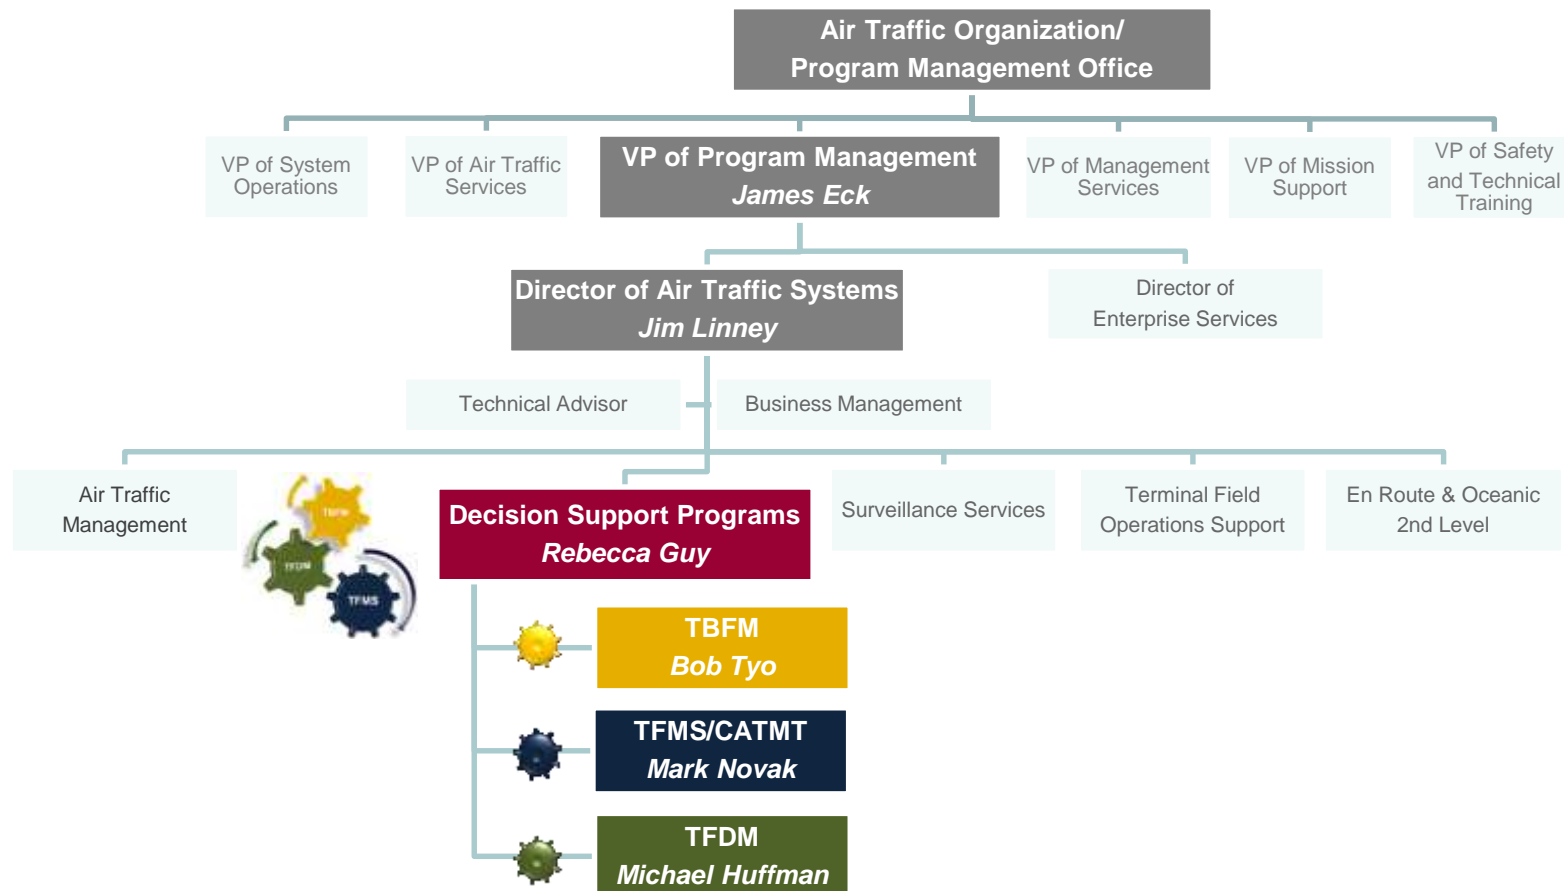 Air Traffic Organization/
Program Management Office
VP of System
Operations
VP of Air Traffic
Services
VP of Program Management
James Eck
VP of Management
Services
VP of Mission
Support
VP of Safety
and Technical
Training
Director of Air Traffic Systems
Jim Linney
Director of
Enterprise Services
Technical Advisor
Business Management
Air Traffic
Management
TBFM
TFDM
TFMS
Decision Support Programs
Rebecca Guy
Surveillance Services
Terminal Field
Operations Support
En Route & Oceanic
2nd Level
TBFM
Bob Tyo
TFMS/CATMT
Mark Novak
TFDM
Michael Huffman